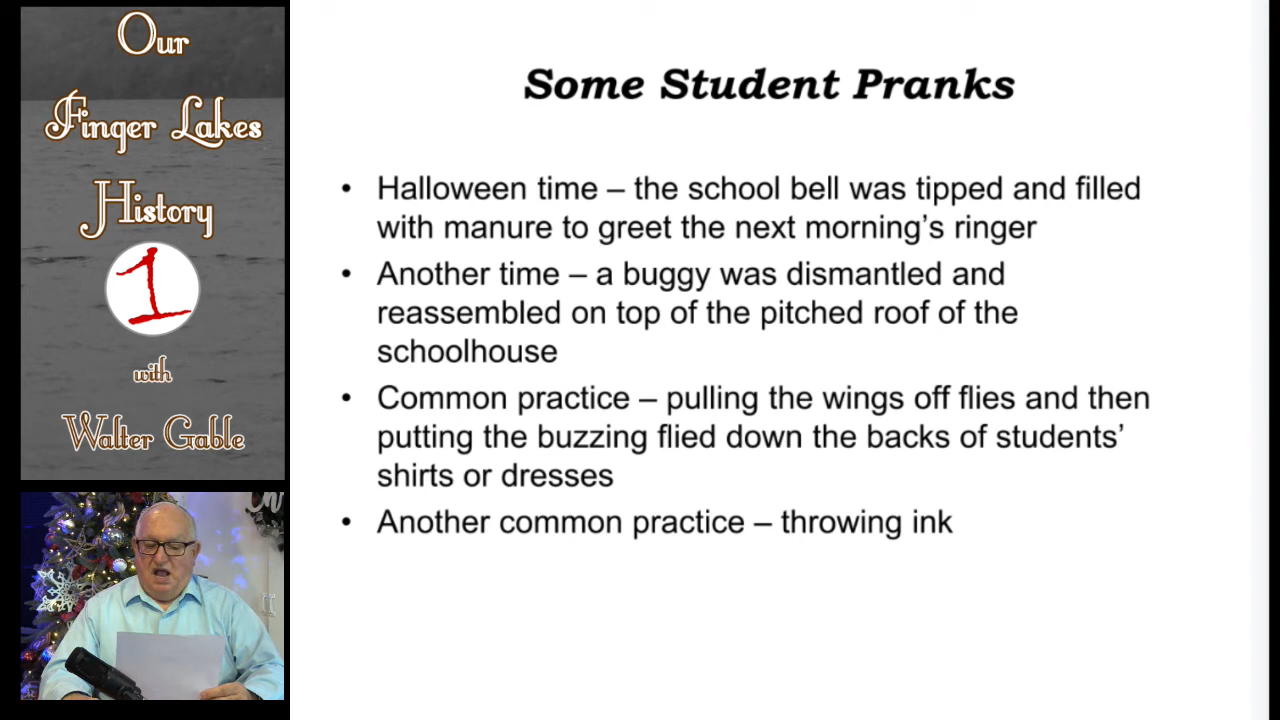 Our
Finger Lakes
History
1
with
Walter Gable
Some Student Pranks
• Halloween time – the school bell was tipped and filled
with manure to greet the next morning’s ringer
• Another time – a buggy was dismantled and
reassembled on top of the pitched roof of the
schoolhouse
• Common practice – pulling the wings off flies and then
putting the buzzing flied down the backs of students’
shirts or dresses
• Another common practice – throwing ink